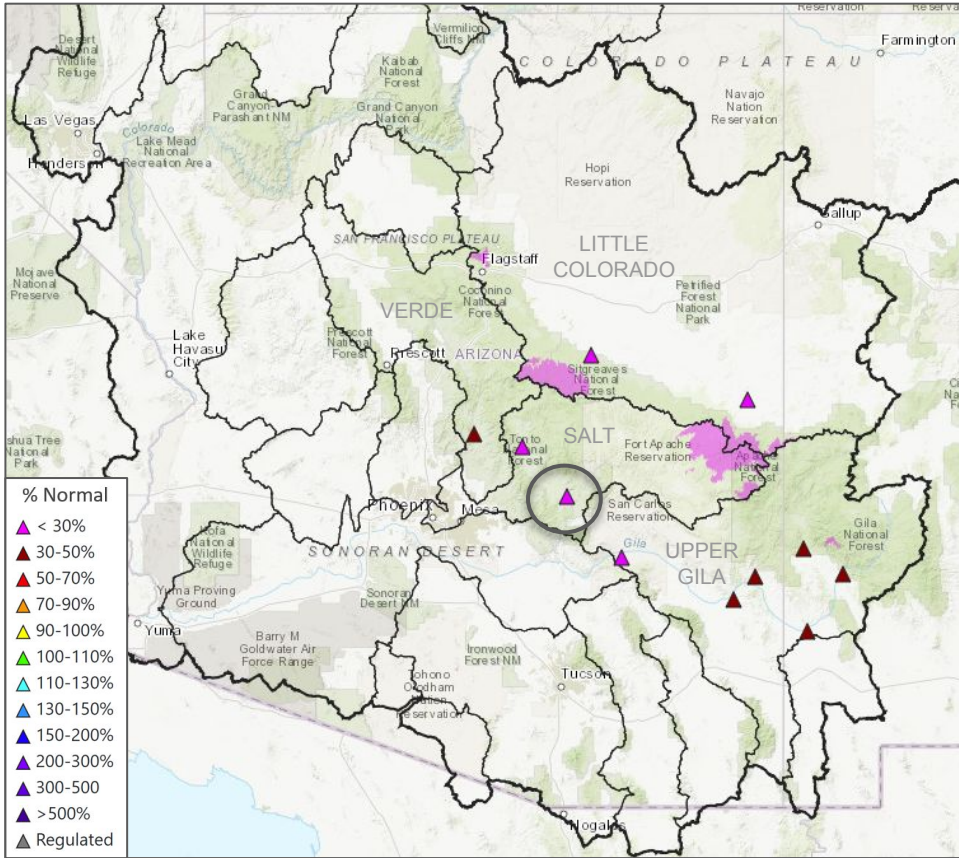 Desert
National
Wildlife
Refuge
Vermilion
Cliffs NM
Reservation
Farmington
COLORADO PLATEAU
Kaibab
National
Forest
Grand
Canyon-
Parashant NM
Grand Canyon
National
Park
Navajo
Nation
Reservation
Las Vegas
Colorado
Lake Mead
National
Recreation Area
Henderson
Hopi
Reservation
Gallup
SAN FRANCISCO PLATEAU
LITTLE
COLORADO
Flagstaff
Mojave
National
Preserve
Coconino
National
Forest
Petrified
Forest
National
Park
VERDE
Lake
Havasu
City
Prescott
National
Forest
Prescott
ARIZONA
Sitgreaves
National
Forest
shua Tree
National
Park
Tonto
National
Forest
SALT
Fort Apache
Reservation
National
Forest
Phoenix
Mesa
San Carlos
Reservation
Gila
National
Forest
Kofa
National
Wildlife
Refuge
SONORAN DESERT
Gila
UPPER
GILA
Yuma Proving
Ground
Sonoran
Desert NM
Yuma
Barry M
Goldwater Air
Force Range
Ironwood
Forest NM
Tohono
O'odham
Nation
Reservation
Tucson
Nogales
% Normal
< 30%
30-50%
50-70%
70-90%
90-100%
100-110%
110-130%
130-150%
150-200%
200-300%
300-500
>500%
Regulated